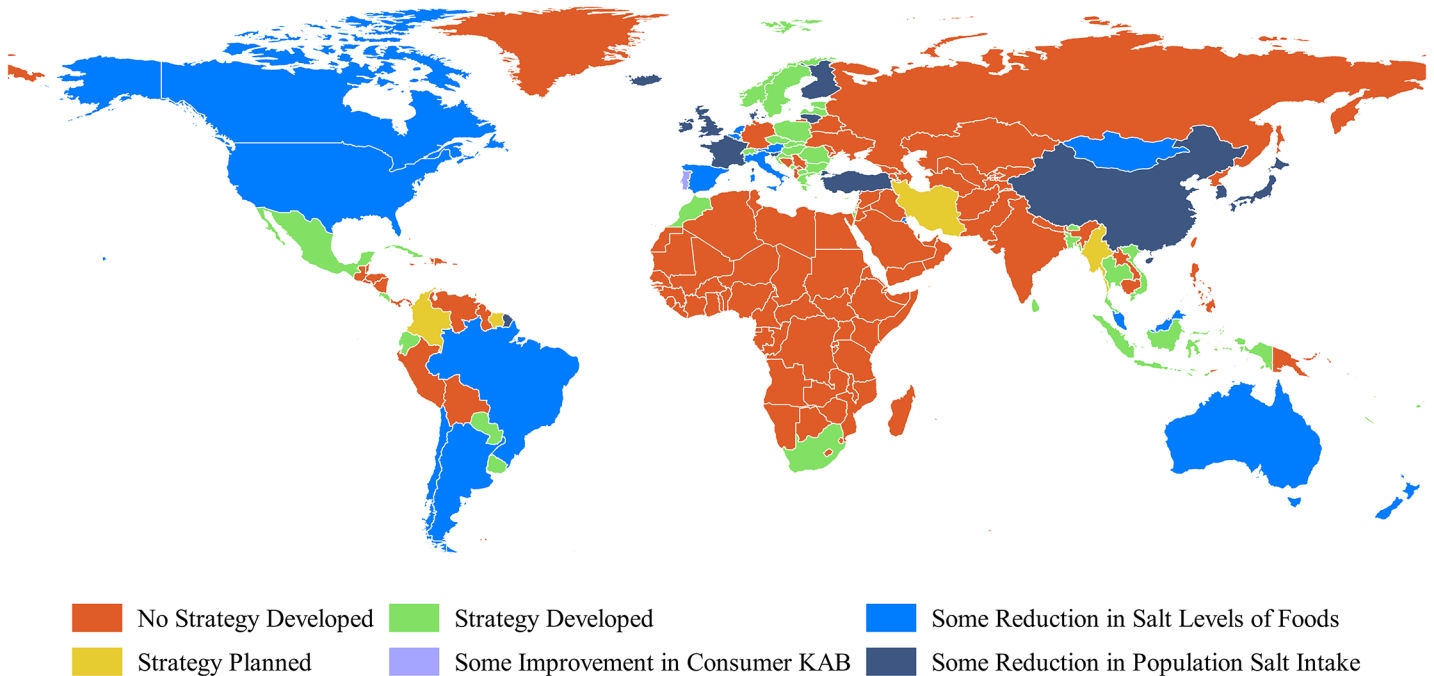 No Strategy Developed
Strategy Developed
Some Reduction in Salt Levels of Foods
Strategy Planned
Some Improvement in Consumer KAB
Some Reduction in Population Salt Intake